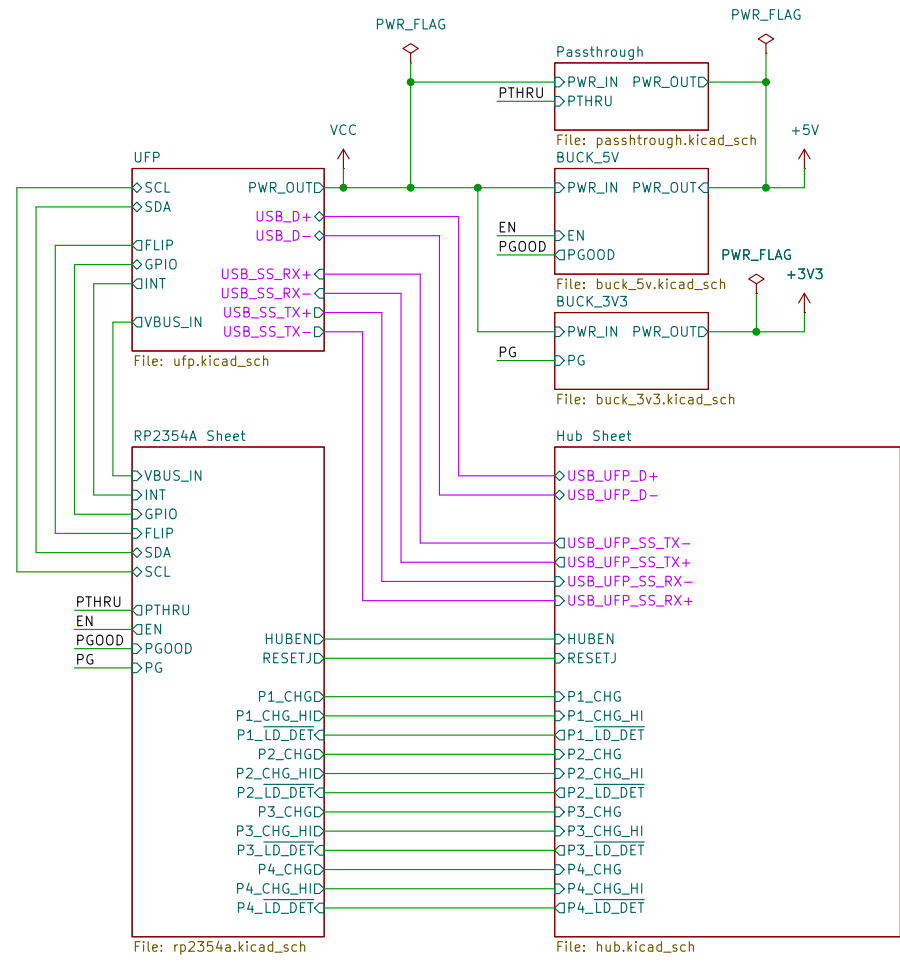 PWR_FLAG
PWR_FLAG
Passthrough
PWR_IN PWR_OUT
PTHRU
PTHRU
File: passhtrough.kicad_sch
VCC
+5V
UFP
SCL
SDA
FLIP
GPIO
INT
VBUS_IN
PWR_OUT
USB_D+
USB_D-
USB_SS_RX+
USB_SS_RX-
USB_SS_TX+
USB_SS_TX-
File: ufp.kicad_sch
BUCK_5V
PWR_IN PWR_OUT
EN
EN
PGOOD
PGOOD
File: buck_5v.kicad_sch
PWR_FLAG
+3V3
BUCK_3V3
PWR_IN PWR_OUT
PG
PG
File: buck_3v3.kicad_sch
RP2354A Sheet
VBUS_IN
INT
GPIO
FLIP
SDA
SCL
PTHRU
PTHRU
EN
EN
PGOOD
PGOOD
PG
PG
HUBEN
RESETJ
P1_CHG
P1_CHG_HI
P1_LD_DET
P2_CHG
P2_CHG_HI
P2_LD_DET
P3_CHG
P3_CHG_HI
P3_LD_DET
P4_CHG
P4_CHG_HI
P4_LD_DET
File: rp2354a.kicad_sch
Hub Sheet
USB_UFP_D+
USB_UFP_D-
USB_UFP_SS_TX-
USB_UFP_SS_TX+
USB_UFP_SS_RX-
USB_UFP_SS_RX+
HUBEN
RESETJ
P1_CHG
P1_CHG_HI
P1_LD_DET
P2_CHG
P2_CHG_HI
P2_LD_DET
P3_CHG
P3_CHG_HI
P3_LD_DET
P4_CHG
P4_CHG_HI
P4_LD_DET
File: hub.kicad_sch